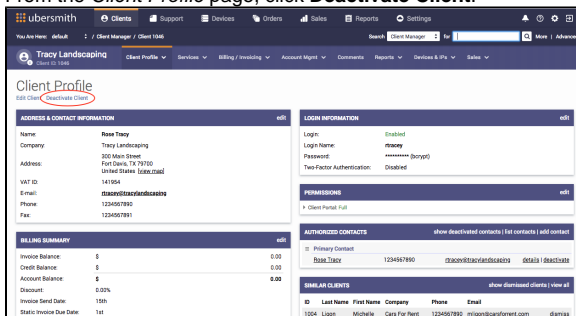 From the Client Profile page, click Deactivate Client.
ubersmith Clients Support Devices Orders Sales Reports Settings
You Are Here: default / Client Manager / Client 1046 Search Client Manager for More | Advance
Tracy Landscaping
Client ID: 1046
Client Profile Services Billing / Invoicing Account Mgmt Comments Reports Devices & IPs Sales
Client Profile
Edit Client Deactivate Client
ADDRESS & CONTACT INFORMATION edit
Name: Rose Tracy
Company: Tracy Landscaping
Address: 300 Main Street
Fort Davis, TX 79700
United States [view map]
VAT ID: 141954
E-mail: rtracey@tracylandscaping
Phone: 1234567890
Fax: 1234567891
BILLING SUMMARY edit
Invoice Balance: $ 0.00
Credit Balance: $ 0.00
Account Balance: $ 0.00
Discount: 0.00%
Invoice Send Date: 15th
Static Invoice Due Date: 1st
LOGIN INFORMATION edit
Login: Enabled
Login Name: rtracey
Password: ********** (bcrypt)
Two-Factor Authentication: Disabled
PERMISSIONS edit
Client Portal: Full
AUTHORIZED CONTACTS show deactivated contacts | list contacts | add contact
Primary Contact
Rose Tracy 1234567890 rtracey@tracylandscaping details | deactivate
SIMILAR CLIENTS show dismissed clients | view all
ID Last Name First Name Company Phone Email
1004 Ligon Michelle Cars For Rent 1234567890 mligon@carsforrent.com dismiss